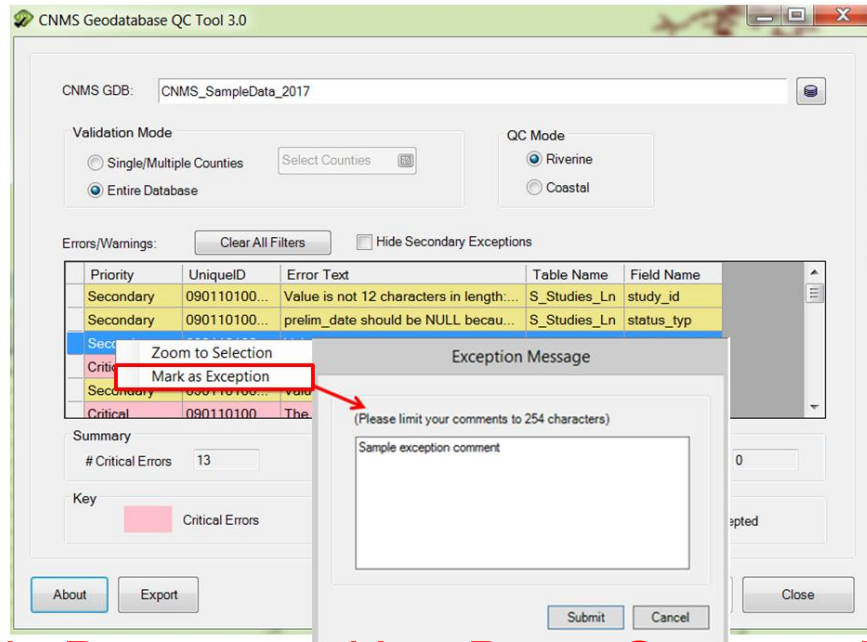 CNMS Geodatabase QC Tool 3.0
CNMS GDB: CNMS_SampleData_2017
Validation Mode
QC Mode
Single/Multiple Counties Select Counties
Riverine
Entire Database
Coastal
Errors/Warnings: Clear All Filters Hide Secondary Exceptions
Priority UniqueID Error Text Table Name Field Name
Secondary 090110100... Value is not 12 characters in length:... S_Studies_Ln study_id
Secondary 090110100... prelim_date should be NULL becau... S_Studies_Ln status_typ
Zoom to Selection
Mark as Exception
Secondary
Critical 090110100 The
Exception Message
(Please limit your comments to 254 characters)
Sample exception comment
Submit Cancel
Summary
# Critical Errors 13
0
Key
Critical Errors
About Export Close